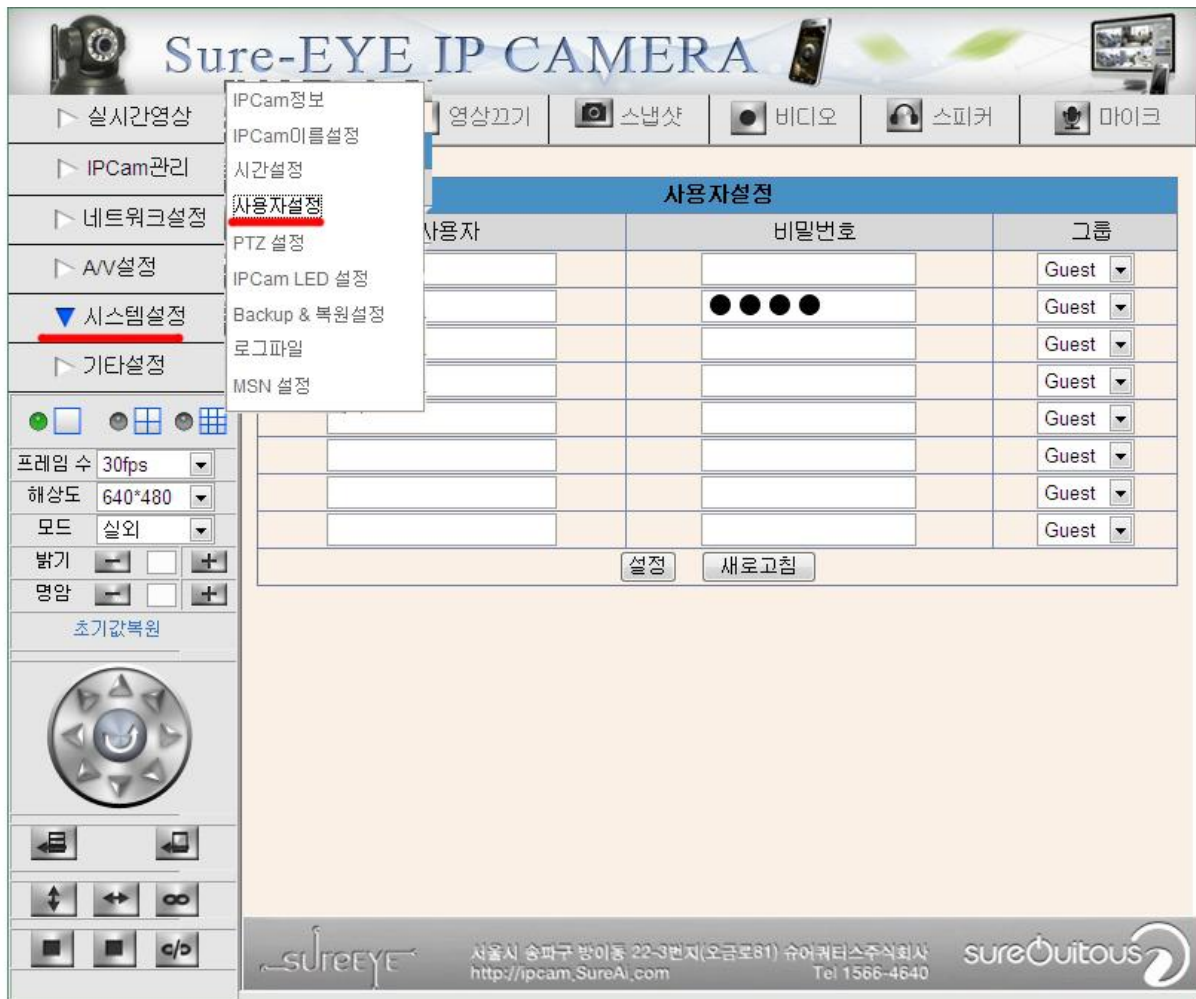 Sure-EYE IP CAMERA
실시간영상
영상끄기
스냅샷
비디오
스피커
마이크
IPCam관리
네트워크설정
A/V설정
시스템설정
기타설정
IPCam정보
IPCam이름설정
시간설정
사용자설정
PTZ 설정
IPCam LED 설정
Backup & 복원설정
로그파일
MSN 설정
사용자설정
사용자 비밀번호 그룹
Guest
●●●● Guest
Guest
Guest
Guest
Guest
Guest
Guest
설정 새로고침
프레임 수 30fps
해상도 640*480
모드 실외
밝기 - +
명암 - +
초기값복원
SUreEYE
서울시 송파구 방이동 22-3번지(오금로81) 슈어쿼터스주식회사
http://ipcam.SureAi.com Tel 1566-4640
sureQuitous